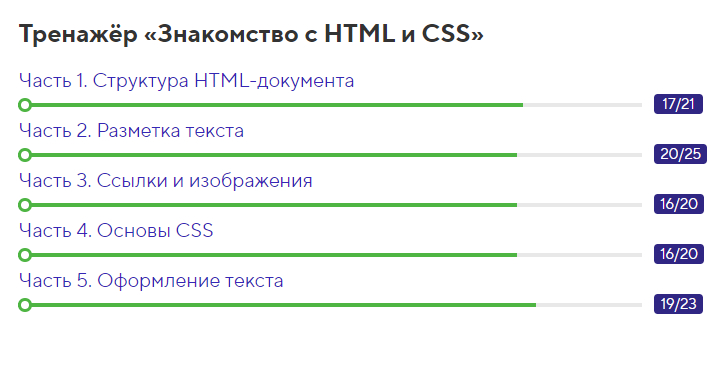 Тренажёр «Знакомство с HTML и CSS»
Часть 1. Структура HTML-документа
17/21
Часть 2. Разметка текста
20/25
Часть 3. Ссылки и изображения
16/20
Часть 4. Основы CSS
16/20
Часть 5. Оформление текста
19/23